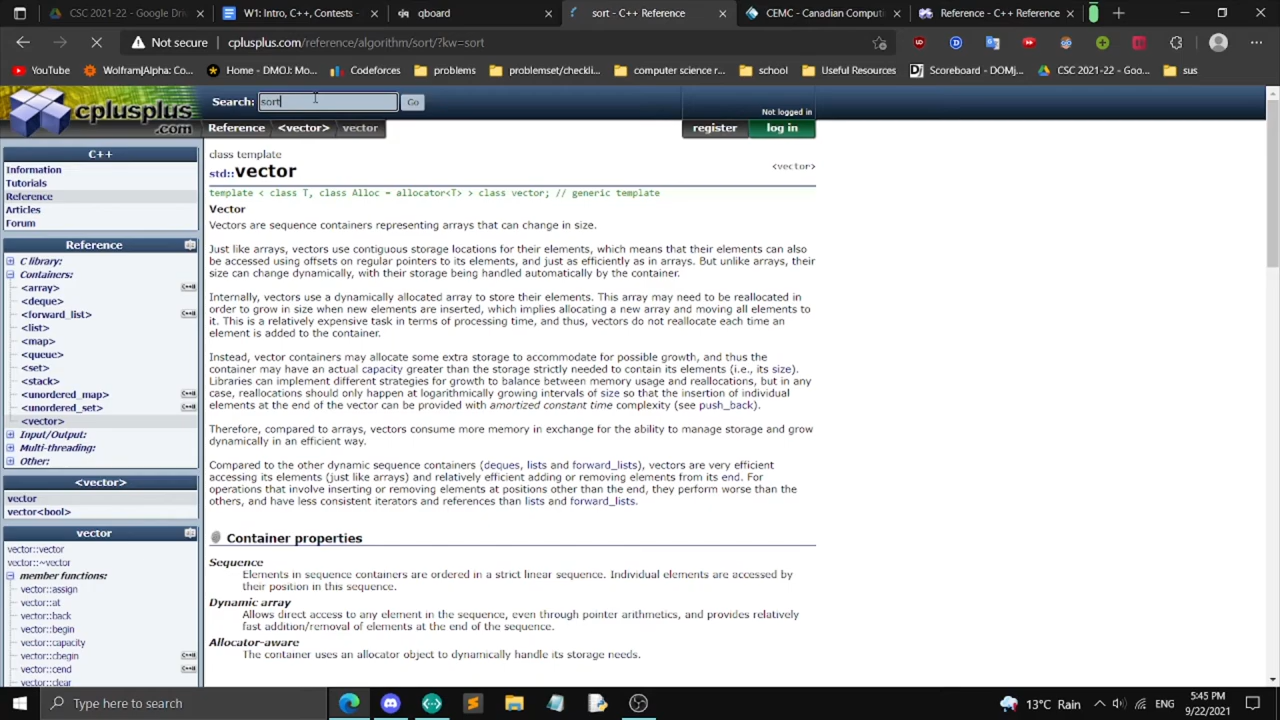 CSC 2021-22 - Google Driv
W1: Intro, C++, Contests -
qboard
sort - C++ Reference
CEMC - Canadian Computi
Reference - C++ Reference
Not secure
cplusplus.com/reference/algorithm/sort/?kw=sort
YouTube
Wolfram|Alpha: Co...
Home - DMOJ: Mo...
Codeforces
problems
problemset/checkli...
computer science r...
school
Useful Resources
Scoreboard - DOMj...
CSC 2021-22 - Goo...
sus
cplusplus
.com
Search:
sort
Go
Not logged in
Reference
<vector>
vector
register
log in
C++
Information
Tutorials
Reference
Articles
Forum
Reference
C library:
Containers:
<array>
<deque>
<forward_list>
<list>
<map>
<queue>
<set>
<stack>
<unordered_map>
<unordered_set>
<vector>
Input/Output:
Multi-threading:
Other:
<vector>
vector
vector<bool>
vector
vector::vector
vector::~vector
member functions:
vector::assign
vector::at
vector::back
vector::begin
vector::capacity
vector::cbegin
vector::cend
vector::clear
class template
<vector>
std::vector
template < class T, class Alloc = allocator<T> > class vector; // generic template
Vector
Vectors are sequence containers representing arrays that can change in size.
Just like arrays, vectors use contiguous storage locations for their elements, which means that their elements can also
be accessed using offsets on regular pointers to its elements, and just as efficiently as in arrays. But unlike arrays, their
size can change dynamically, with their storage being handled automatically by the container.
Internally, vectors use a dynamically allocated array to store their elements. This array may need to be reallocated in
order to grow in size when new elements are inserted, which implies allocating a new array and moving all elements to
it. This is a relatively expensive task in terms of processing time, and thus, vectors do not reallocate each time an
element is added to the container.
Instead, vector containers may allocate some extra storage to accommodate for possible growth, and thus the
container may have an actual capacity greater than the storage strictly needed to contain its elements (i.e., its size).
Libraries can implement different strategies for growth to balance between memory usage and reallocations, but in any
case, reallocations should only happen at logarithmically growing intervals of size so that the insertion of individual
elements at the end of the vector can be provided with amortized constant time complexity (see push_back).
Therefore, compared to arrays, vectors consume more memory in exchange for the ability to manage storage and grow
dynamically in an efficient way.
Compared to the other dynamic sequence containers (deques, lists and forward_lists), vectors are very efficient
accessing its elements (just like arrays) and relatively efficient adding or removing elements from its end. For
operations that involve inserting or removing elements at positions other than the end, they perform worse than the
others, and have less consistent iterators and references than lists and forward_lists.
Container properties
Sequence
Elements in sequence containers are ordered in a strict linear sequence. Individual elements are accessed by
their position in this sequence.
Dynamic array
Allows direct access to any element in the sequence, even through pointer arithmetics, and provides relatively
fast addition/removal of elements at the end of the sequence.
Allocator-aware
The container uses an allocator object to dynamically handle its storage needs.
Type here to search
13°C Rain
ENG
5:45 PM
9/22/2021